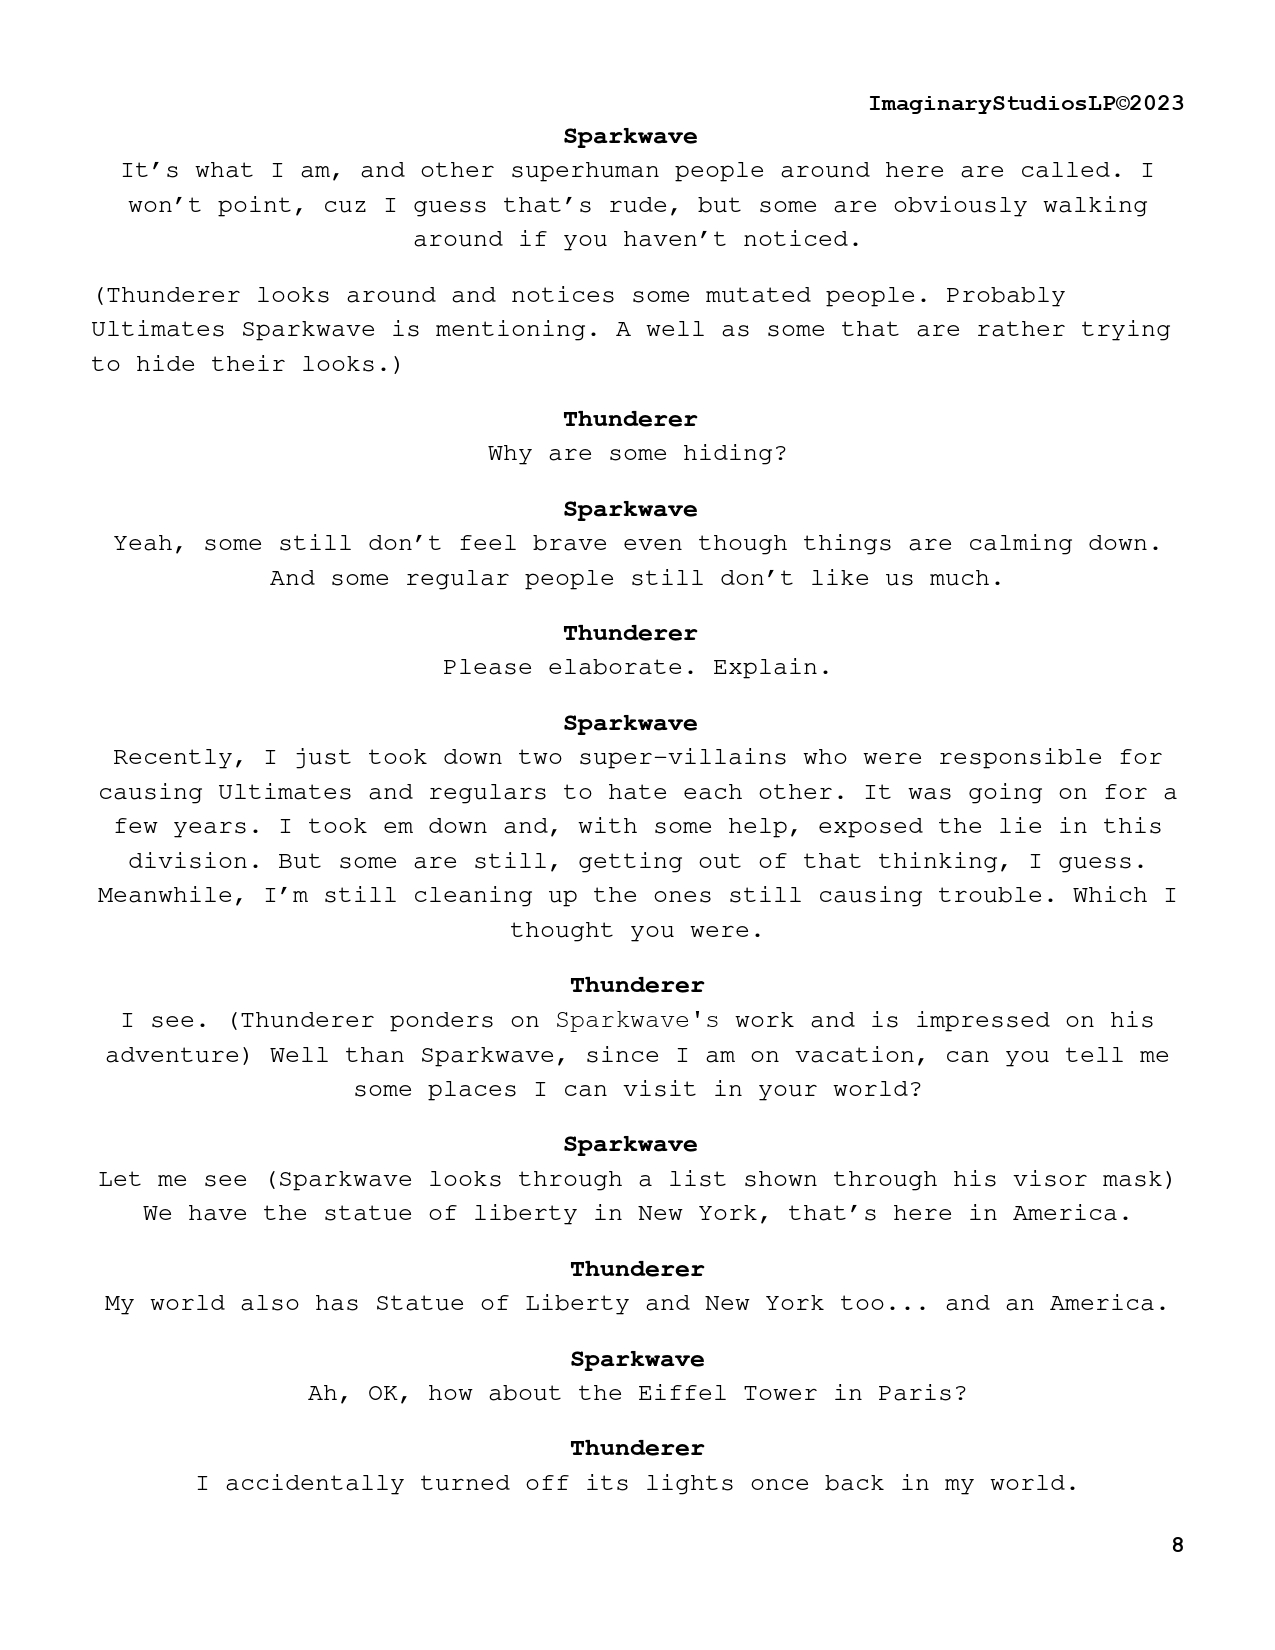 ImaginaryStudiosLP©2023
Sparkwave
It’s what I am, and other superhuman people around here are called. I
won’t point, cuz I guess that’s rude, but some are obviously walking
around if you haven’t noticed.
(Thunderer looks around and notices some mutated people. Probably
Ultimates Sparkwave is mentioning. A well as some that are rather trying
to hide their looks.)
Thunderer
Why are some hiding?
Sparkwave
Yeah, some still don’t feel brave even though things are calming down.
And some regular people still don’t like us much.
Thunderer
Please elaborate. Explain.
Sparkwave
Recently, I just took down two super-villains who were responsible for
causing Ultimates and regulars to hate each other. It was going on for a
few years. I took em down and, with some help, exposed the lie in this
division. But some are still, getting out of that thinking, I guess.
Meanwhile, I’m still cleaning up the ones still causing trouble. Which I
thought you were.
Thunderer
I see. (Thunderer ponders on Sparkwave's work and is impressed on his
adventure) Well than Sparkwave, since I am on vacation, can you tell me
some places I can visit in your world?
Sparkwave
Let me see (Sparkwave looks through a list shown through his visor mask)
We have the statue of liberty in New York, that’s here in America.
Thunderer
My world also has Statue of Liberty and New York too... and an America.
Sparkwave
Ah, OK, how about the Eiffel Tower in Paris?
Thunderer
I accidentally turned off its lights once back in my world.
8